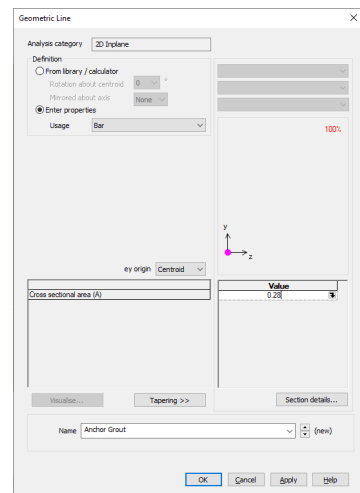 Geometric Line
Analysis category 2D Inplane
Definition
From library / calculator
Rotation about centroid 0 °
Mirrored about axis None
Enter properties
Usage Bar
100%
y
z
ey origin Centroid
Value
Cross sectional area (A) 0.28
Visualise... Tapering >> Section details...
Name Anchor Grout (new)
OK Cancel Apply Help